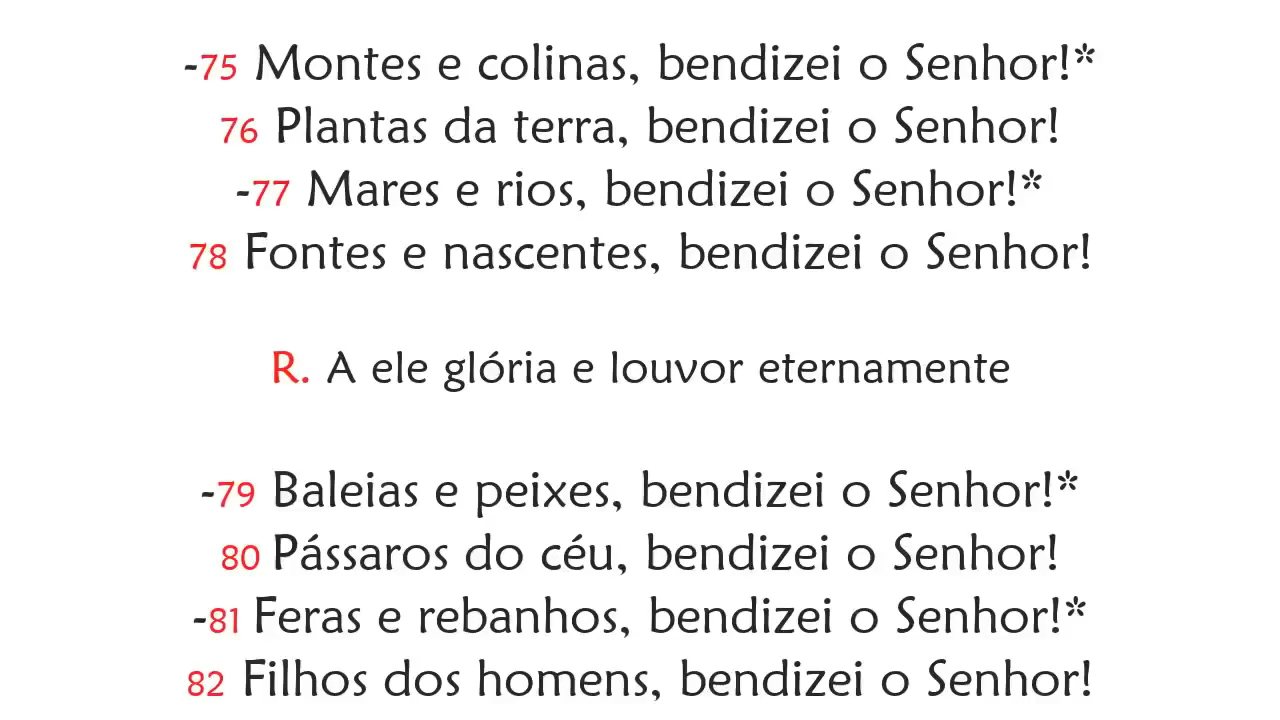 -75 Montes e colinas, bendizei o Senhor!*
76 Plantas da terra, bendizei o Senhor!
-77 Mares e rios, bendizei o Senhor!*
78 Fontes e nascentes, bendizei o Senhor!
R. A ele glória e louvor eternamente
-79 Baleias e peixes, bendizei o Senhor!*
80 Pássaros do céu, bendizei o Senhor!
-81 Feras e rebanhos, bendizei o Senhor!*
82 Filhos dos homens, bendizei o Senhor!